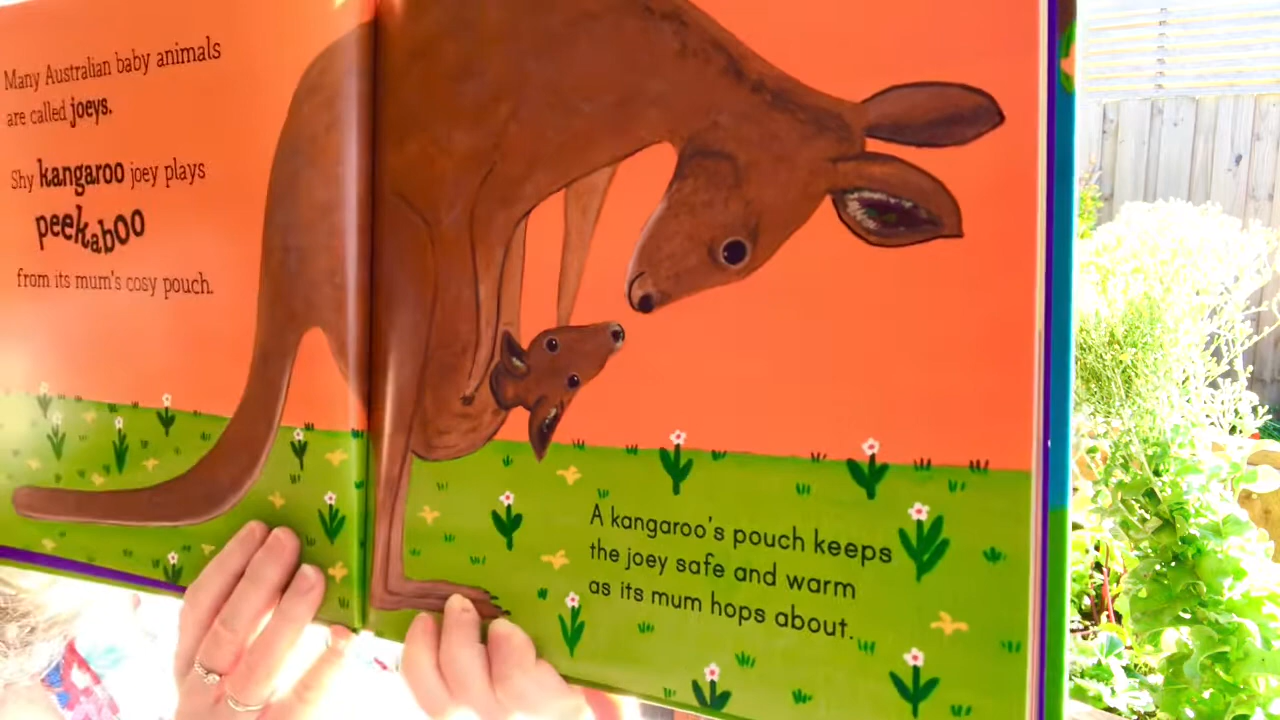 Many Australian baby animals
are called joeys.
Shy kangaroo joey plays
peekaboo
from its mum's cosy pouch.
A kangaroo's pouch keeps
the joey safe and warm
as its mum hops about.